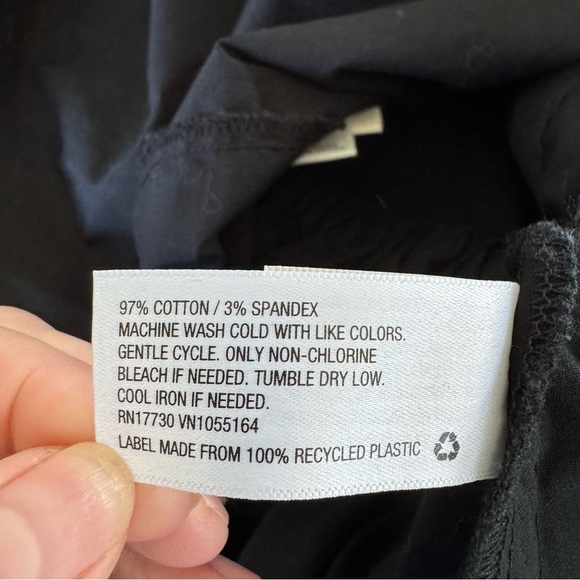 97% COTTON / 3% SPANDEX
MACHINE WASH COLD WITH LIKE COLORS.
GENTLE CYCLE. ONLY NON-CHLORINE
BLEACH IF NEEDED. TUMBLE DRY LOW.
COOL IRON IF NEEDED.
RN17730 VN1055164
LABEL MADE FROM 100% RECYCLED PLASTIC